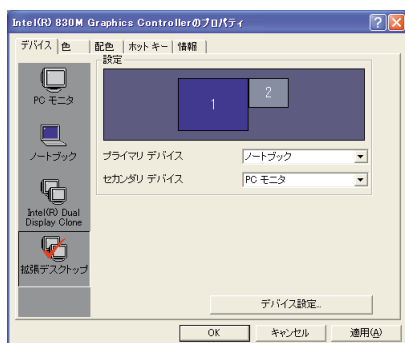 Intel(R) 830M Graphics Controllerのプロパティ
デバイス
色
配色
ホット キー
情報
設定
1
2
PC モニタ
ノートブック
Intel(R) Dual
Display Clone
拡張デスクトップ
プライマリ デバイス
ノートブック
セカンダリ デバイス
PC モニタ
デバイス設定...
OK
キャンセル
適用(A)